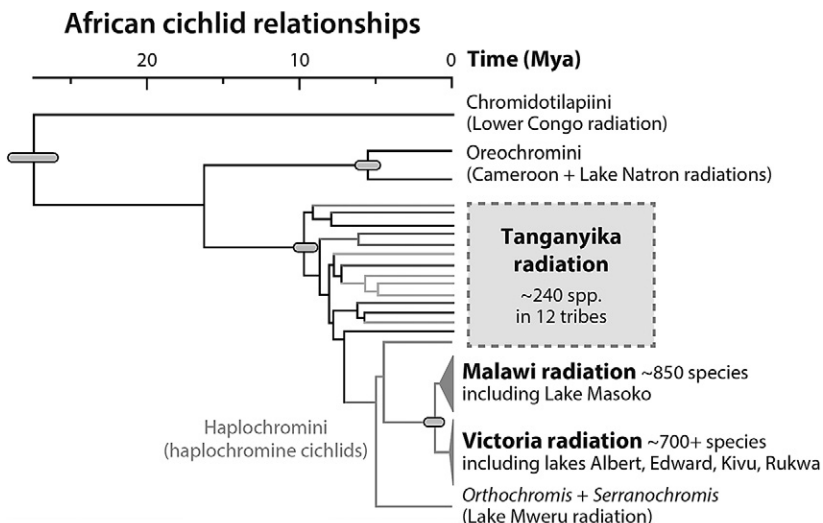 African cichlid relationships
20 10 0 Time (Mya)
Chromidotilapiini
(Lower Congo radiation)
Oreochromini
(Cameroon + Lake Natron radiations)
Tanganyika
radiation
~240 spp.
in 12 tribes
Malawi radiation ~850 species
including Lake Masoko
Haplochromini
(haplochromine cichlids)
Victoria radiation ~700+ species
including lakes Albert, Edward, Kivu, Rukwa
Orthochromis + Serranochromis
(Lake Mweru radiation)